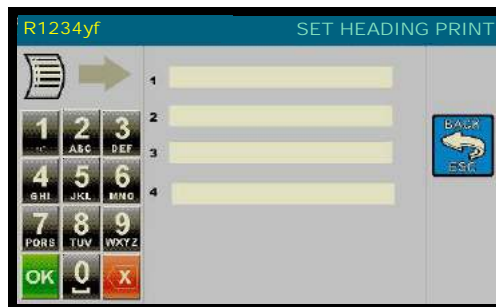 R1234yf SET HEADING PRINT
1
2
3
4
1 2 3
ABC DEF
4 5 6
GHI JKL MNO
7 8 9
PQRS TUV WXYZ
OK 0 X
BACK
ESC